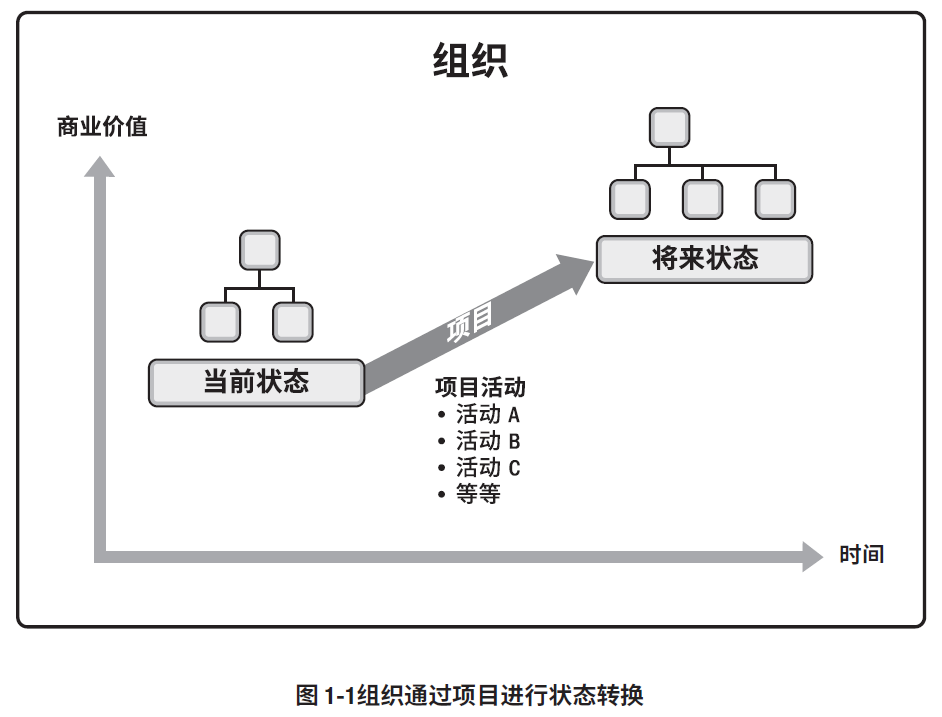 组织
商业价值
将来状态
项目
当前状态
项目活动
• 活动 A
• 活动 B
• 活动 C
• 等等
时间
图 1-1组织通过项目进行状态转换